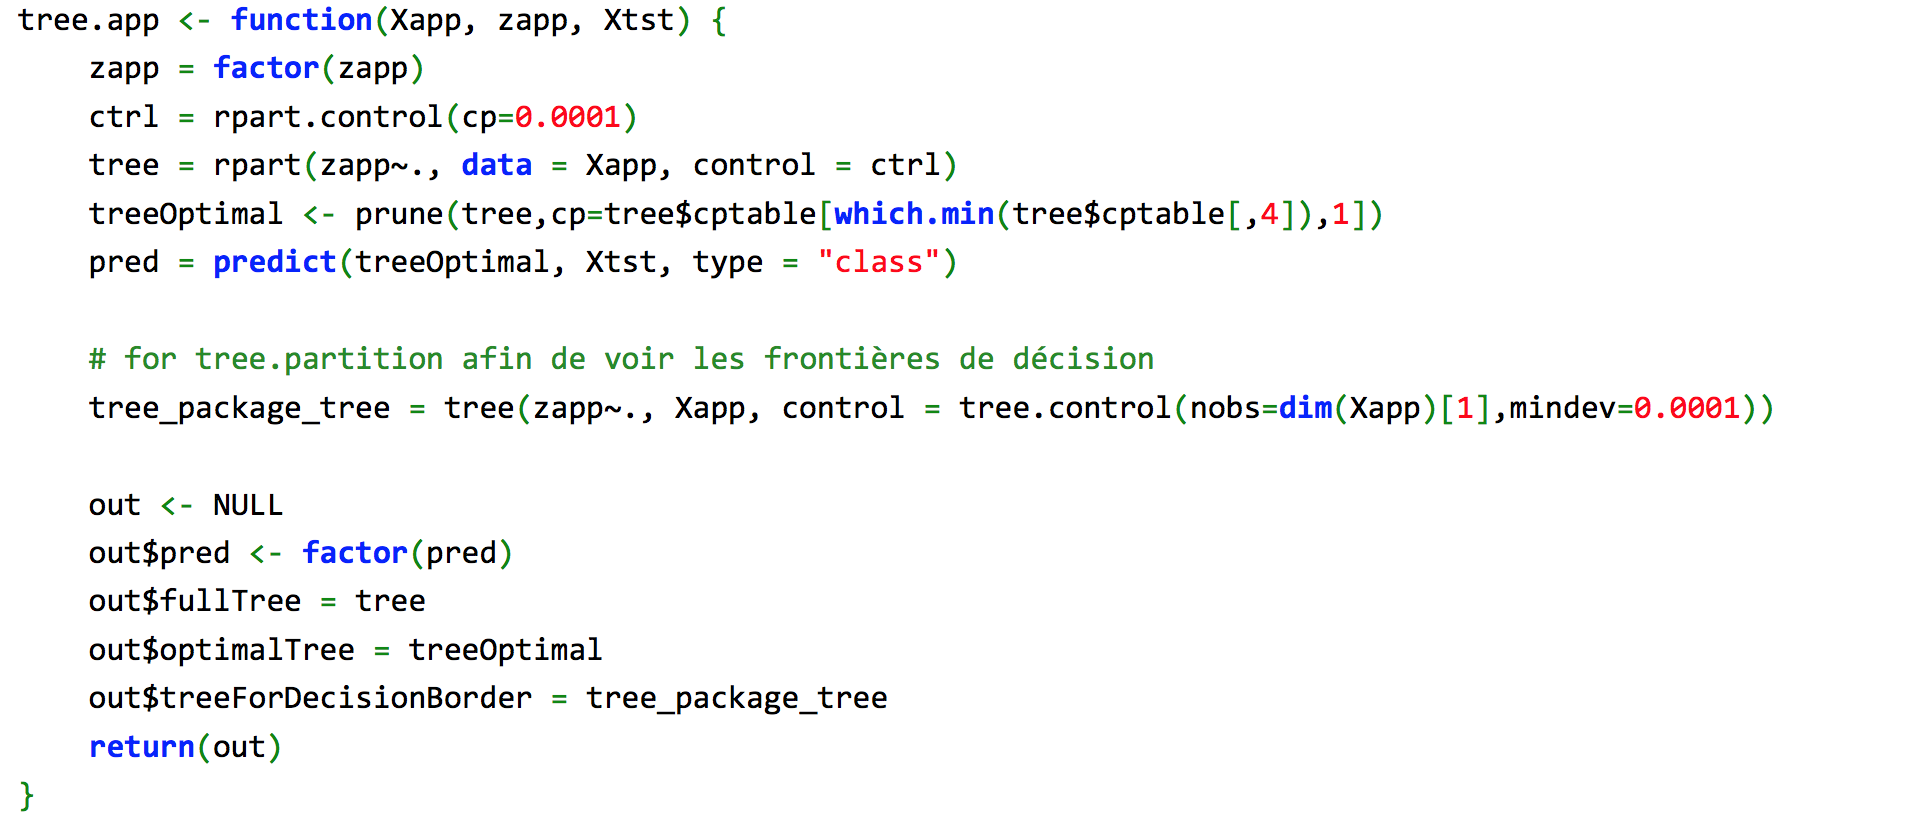 tree.app <- function(Xapp, zapp, Xtst) {
    zapp = factor(zapp)
    ctrl = rpart.control(cp=0.0001)
    tree = rpart(zapp~., data = Xapp, control = ctrl)
    treeOptimal <- prune(tree,cp=tree$cptable[which.min(tree$cptable[,4]),1])
    pred = predict(treeOptimal, Xtst, type = "class")
    # for tree.partition afin de voir les frontières de décision
    tree_package_tree = tree(zapp~., Xapp, control = tree.control(nobs=dim(Xapp)[1],mindev=0.0001))
    out <- NULL
    out$pred <- factor(pred)
    out$fullTree = tree
    out$optimalTree = treeOptimal
    out$treeForDecisionBorder = tree_package_tree
    return(out)
}